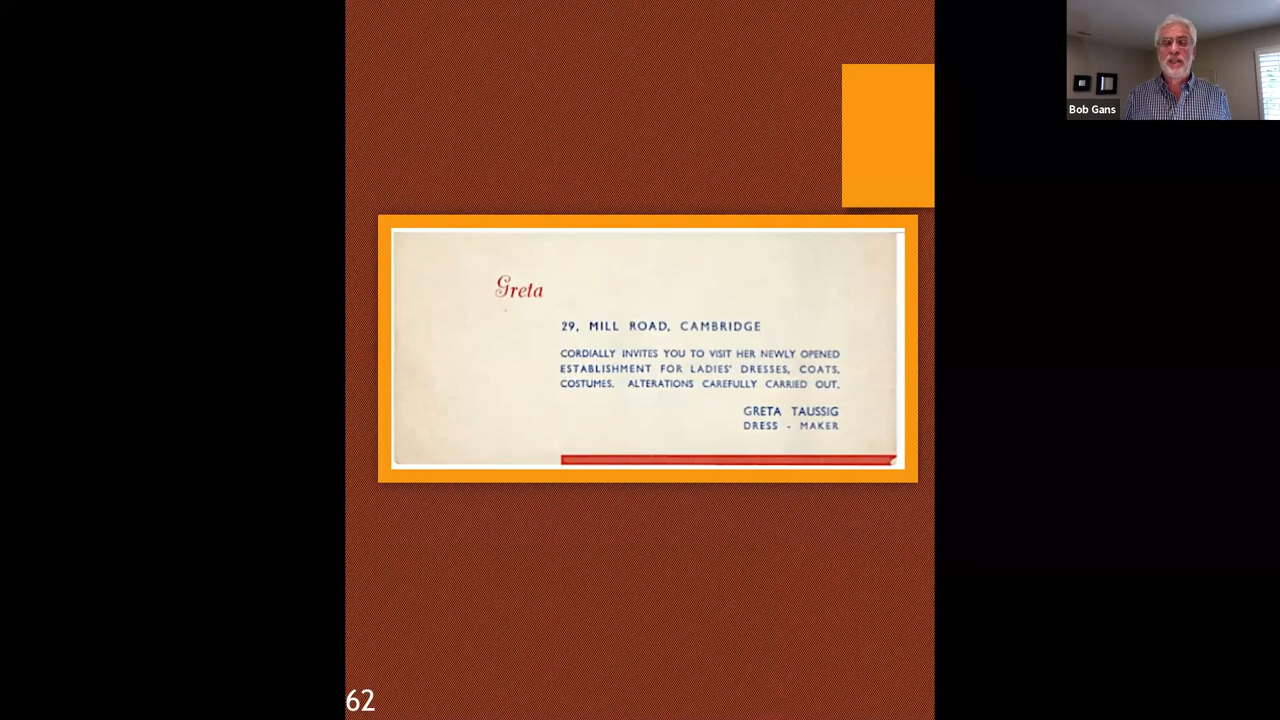 Bob Gans
Greta
29, MILL ROAD, CAMBRIDGE
CORDIALLY INVITES YOU TO VISIT HER NEWLY OPENED
ESTABLISHMENT FOR LADIES' DRESSES, COATS,
COSTUMES. ALTERATIONS CAREFULLY CARRIED OUT.
GRETA TAUSSIG
DRESS - MAKER
62